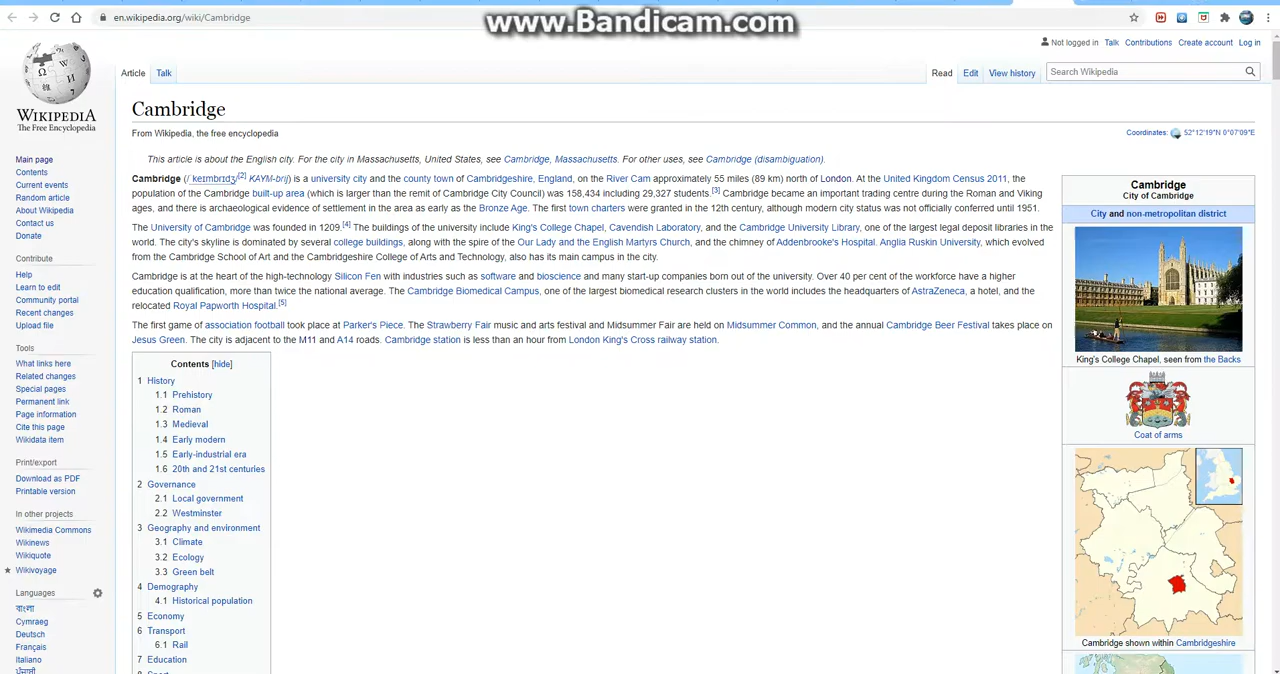 en.wikipedia.org/wiki/Cambridge
www.Bandicam.com
Not logged in Talk Contributions Create account Log in
Article Talk
Read Edit View history Search Wikipedia
WIKIPEDIA
The Free Encyclopedia
Main page
Contents
Current events
Random article
About Wikipedia
Contact us
Donate
Contribute
Help
Learn to edit
Community portal
Recent changes
Upload file
Tools
What links here
Related changes
Special pages
Permanent link
Page information
Cite this page
Wikidata item
Print/export
Download as PDF
Printable version
In other projects
Wikimedia Commons
Wikinews
Wikiquote
Wikivoyage
Languages
বাংলা
Cymraeg
Deutsch
Français
Italiano
Cambridge
From Wikipedia, the free encyclopedia
Coordinates: 52°12′19″N 0°07′09″E
This article is about the English city. For the city in Massachusetts, United States, see Cambridge, Massachusetts. For other uses, see Cambridge (disambiguation).
Cambridge (/ˈkeɪmbrɪdʒ/[2] KAYM-brij) is a university city and the county town of Cambridgeshire, England, on the River Cam approximately 55 miles (89 km) north of London. At the United Kingdom Census 2011, the
population of the Cambridge built-up area (which is larger than the remit of Cambridge City Council) was 158,434 including 29,327 students.[3] Cambridge became an important trading centre during the Roman and Viking
ages, and there is archaeological evidence of settlement in the area as early as the Bronze Age. The first town charters were granted in the 12th century, although modern city status was not officially conferred until 1951.
The University of Cambridge was founded in 1209.[4] The buildings of the university include King's College Chapel, Cavendish Laboratory, and the Cambridge University Library, one of the largest legal deposit libraries in the
world. The city's skyline is dominated by several college buildings, along with the spire of the Our Lady and the English Martyrs Church, and the chimney of Addenbrooke's Hospital. Anglia Ruskin University, which evolved
from the Cambridge School of Art and the Cambridgeshire College of Arts and Technology, also has its main campus in the city.
Cambridge is at the heart of the high-technology Silicon Fen with industries such as software and bioscience and many start-up companies born out of the university. Over 40 per cent of the workforce have a higher
education qualification, more than twice the national average. The Cambridge Biomedical Campus, one of the largest biomedical research clusters in the world includes the headquarters of AstraZeneca, a hotel, and the
relocated Royal Papworth Hospital.[5]
The first game of association football took place at Parker's Piece. The Strawberry Fair music and arts festival and Midsummer Fair are held on Midsummer Common, and the annual Cambridge Beer Festival takes place on
Jesus Green. The city is adjacent to the M11 and A14 roads. Cambridge station is less than an hour from London King's Cross railway station.
Contents [hide]
1 History
1.1 Prehistory
1.2 Roman
1.3 Medieval
1.4 Early modern
1.5 Early-industrial era
1.6 20th and 21st centuries
2 Governance
2.1 Local government
2.2 Westminster
3 Geography and environment
3.1 Climate
3.2 Ecology
3.3 Green belt
4 Demography
4.1 Historical population
5 Economy
6 Transport
6.1 Rail
7 Education
Cambridge
City of Cambridge
City and non-metropolitan district
King's College Chapel, seen from the Backs
Coat of arms
Cambridge shown within Cambridgeshire